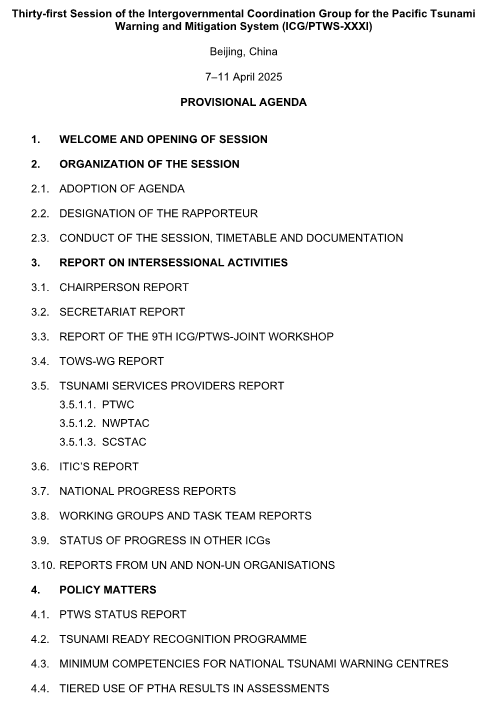 Thirty-first Session of the Intergovernmental Coordination Group for the Pacific Tsunami
Warning and Mitigation System (ICG/PTWS-XXXI)
Beijing, China
7–11 April 2025
PROVISIONAL AGENDA
1. WELCOME AND OPENING OF SESSION
2. ORGANIZATION OF THE SESSION
2.1. ADOPTION OF AGENDA
2.2. DESIGNATION OF THE RAPPORTEUR
2.3. CONDUCT OF THE SESSION, TIMETABLE AND DOCUMENTATION
3. REPORT ON INTERSESSIONAL ACTIVITIES
3.1. CHAIRPERSON REPORT
3.2. SECRETARIAT REPORT
3.3. REPORT OF THE 9TH ICG/PTWS-JOINT WORKSHOP
3.4. TOWS-WG REPORT
3.5. TSUNAMI SERVICES PROVIDERS REPORT
3.5.1.1. PTWC
3.5.1.2. NWPTAC
3.5.1.3. SCSTAC
3.6. ITIC'S REPORT
3.7. NATIONAL PROGRESS REPORTS
3.8. WORKING GROUPS AND TASK TEAM REPORTS
3.9. STATUS OF PROGRESS IN OTHER ICGs
3.10. REPORTS FROM UN AND NON-UN ORGANISATIONS
4. POLICY MATTERS
4.1. PTWS STATUS REPORT
4.2. TSUNAMI READY RECOGNITION PROGRAMME
4.3. MINIMUM COMPETENCIES FOR NATIONAL TSUNAMI WARNING CENTRES
4.4. TIERED USE OF PTHA RESULTS IN ASSESSMENTS